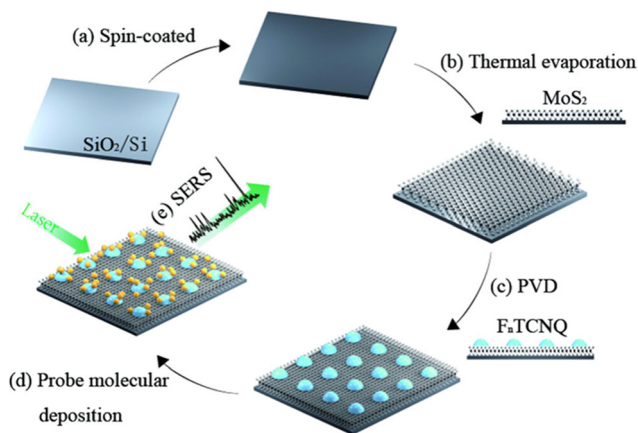 (a) Spin-coated
(b) Thermal evaporation
MoS₂
SiO₂/Si
(e) SERS
Laser
(c) PVD
FₙTCNQ
(d) Probe molecular
deposition